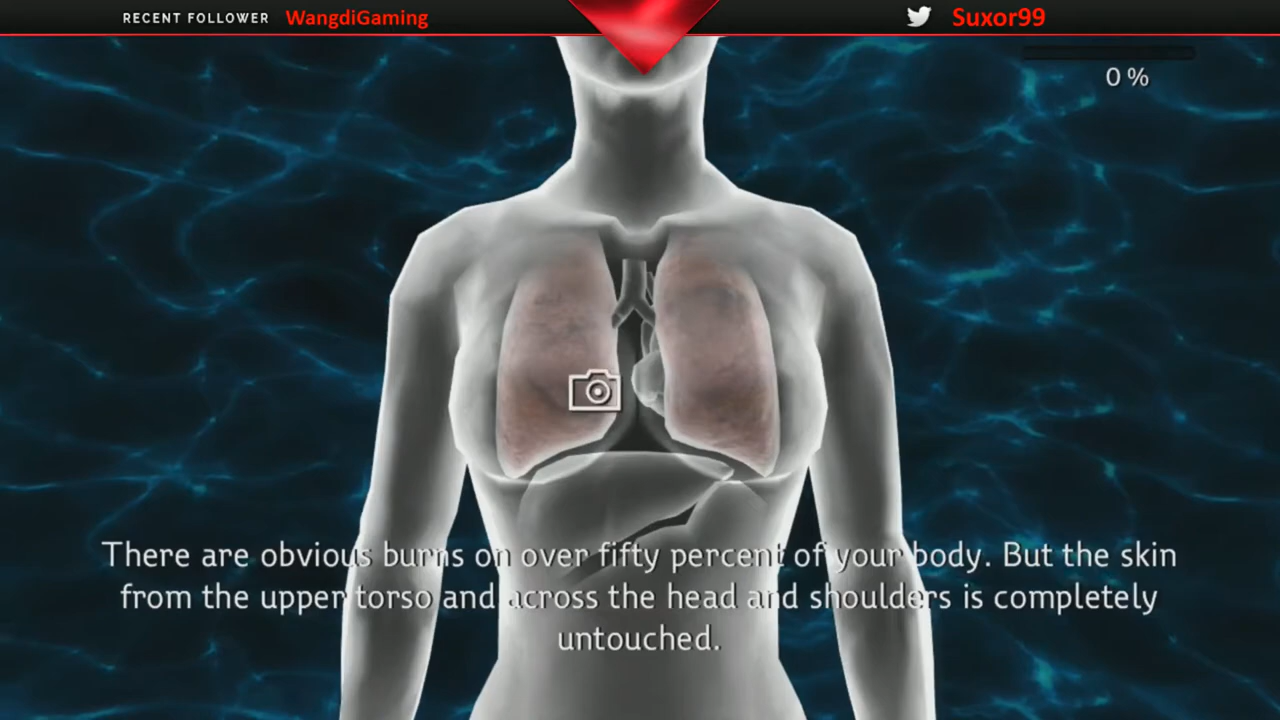 RECENT FOLLOWER WangdiGaming Suxor99
0 %
There are obvious burns on over fifty percent of your body. But the skin
from the upper torso and across the head and shoulders is completely
untouched.